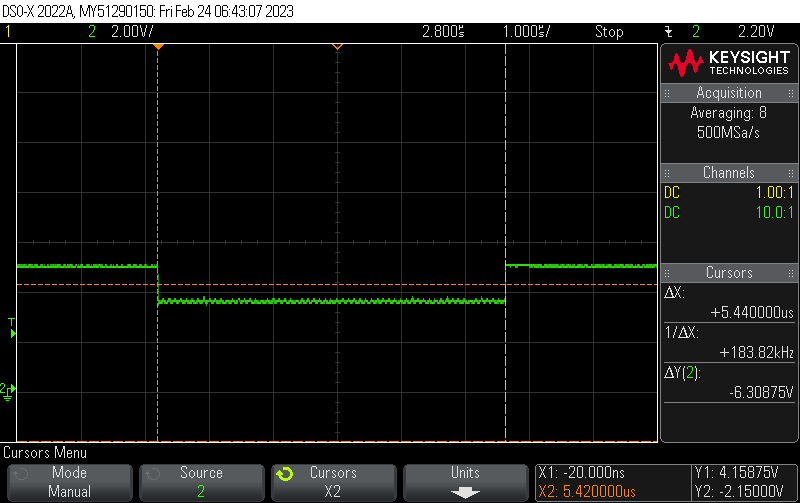 DSO-X 2022A, MY51290150: Fri Feb 24 06:43:07 2023
1 2 2.00V/ 2.800s 1.000s/ Stop 2 2.20V
KEYSIGHT
TECHNOLOGIES
Acquisition
Averaging: 8
500MSa/s
Channels
DC 1.00:1
DC 10.0:1
Cursors
ΔX:
+5.440000us
1/ΔX:
+183.82kHz
ΔY(2):
-6.30875V
T
2
Cursors Menu
Mode
Manual
Source
2
Cursors
X2
Units
X1: -20.000ns
X2: 5.420000us
Y1: 4.15875V
Y2: -2.15000V